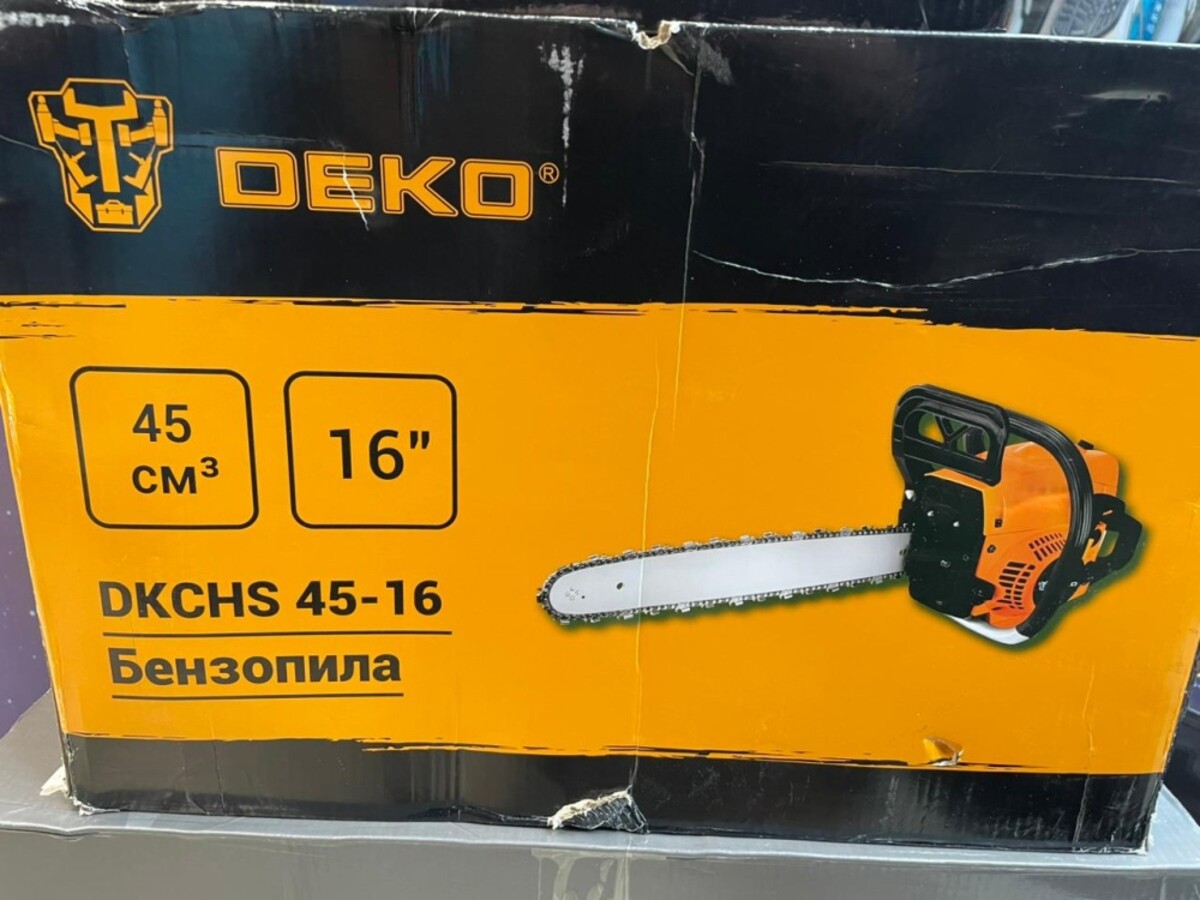 DEKO®
45
см³
16”
DKCHS 45-16
Бензопила